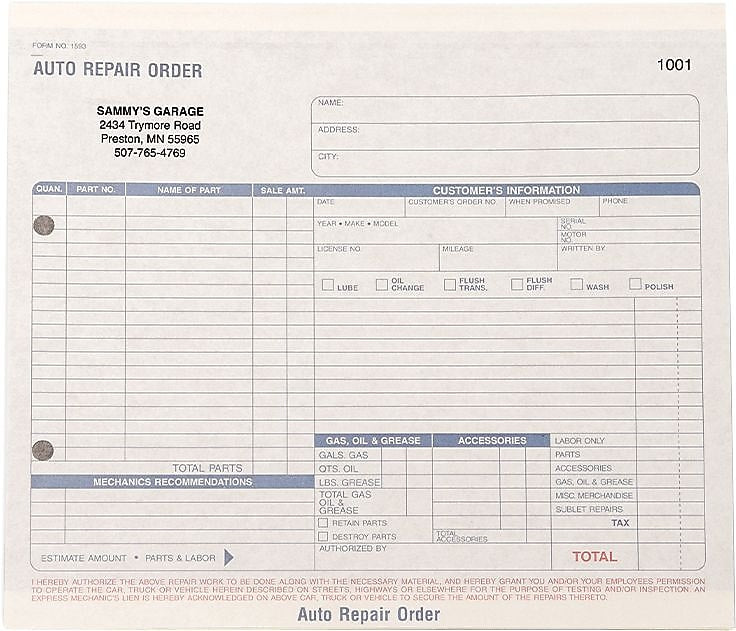 FORM NO. 1593
AUTO REPAIR ORDER
1001
SAMMY'S GARAGE
2434 Trymore Road
Preston, MN 55965
507-765-4769
NAME:
ADDRESS:
CITY:
QUAN. PART NO. NAME OF PART SALE AMT. CUSTOMER'S INFORMATION
DATE CUSTOMER'S ORDER NO. WHEN PROMISED PHONE
YEAR • MAKE • MODEL SERIAL NO.
MOTOR NO.
LICENSE NO. MILEAGE WRITTEN BY
LUBE OIL CHANGE FLUSH TRANS. FLUSH DIFF. WASH POLISH
GAS, OIL & GREASE ACCESSORIES LABOR ONLY
GALS. GAS PARTS
TOTAL PARTS QTS. OIL ACCESSORIES
MECHANICS RECOMMENDATIONS LBS. GREASE GAS, OIL & GREASE
TOTAL GAS OIL & GREASE MISC. MERCHANDISE
SUBLET REPAIRS
RETAIN PARTS TAX
DESTROY PARTS TOTAL ACCESSORIES
ESTIMATE AMOUNT • PARTS & LABOR AUTHORIZED BY TOTAL
I HEREBY AUTHORIZE THE ABOVE REPAIR WORK TO BE DONE ALONG WITH THE NECESSARY MATERIAL, AND HEREBY GRANT YOU AND/OR YOUR EMPLOYEES PERMISSION
TO OPERATE THE CAR, TRUCK OR VEHICLE HEREIN DESCRIBED ON STREETS, HIGHWAYS OR ELSEWHERE FOR THE PURPOSE OF TESTING AND/OR INSPECTION. AN
EXPRESS MECHANIC'S LIEN IS HEREBY ACKNOWLEDGED ON ABOVE CAR, TRUCK OR VEHICLE TO SECURE THE AMOUNT OF THE REPAIRS THERETO.
Auto Repair Order